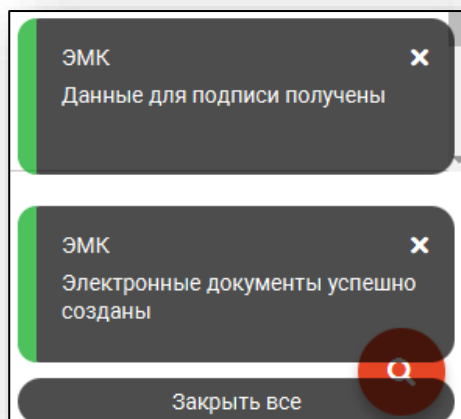 ЭМК
Данные для подписи получены
ЭМК
Электронные документы успешно
созданы
Закрыть все